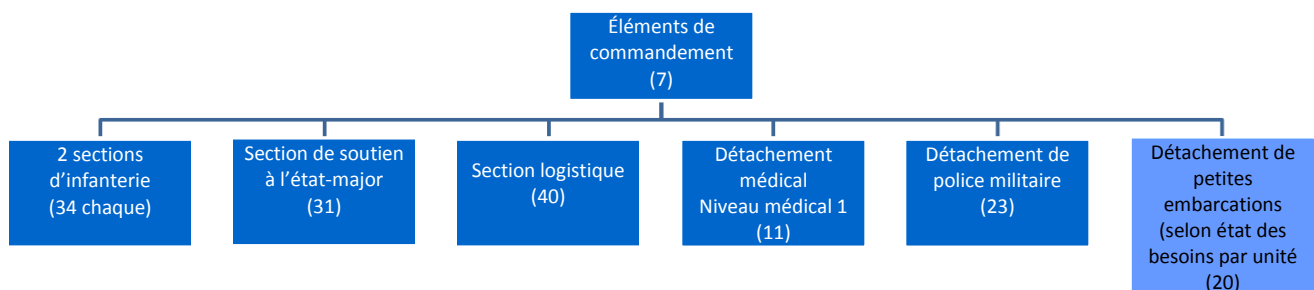 Éléments de
commandement
(7)
2 sections
d’infanterie
(34 chaque)
Section de soutien
à l’état-major
(31)
Section logistique
(40)
Détachement
médical
Niveau médical 1
(11)
Détachement de
police militaire
(23)
Détachement de
petites
embarcations
(selon état des
besoins par unité
(20)